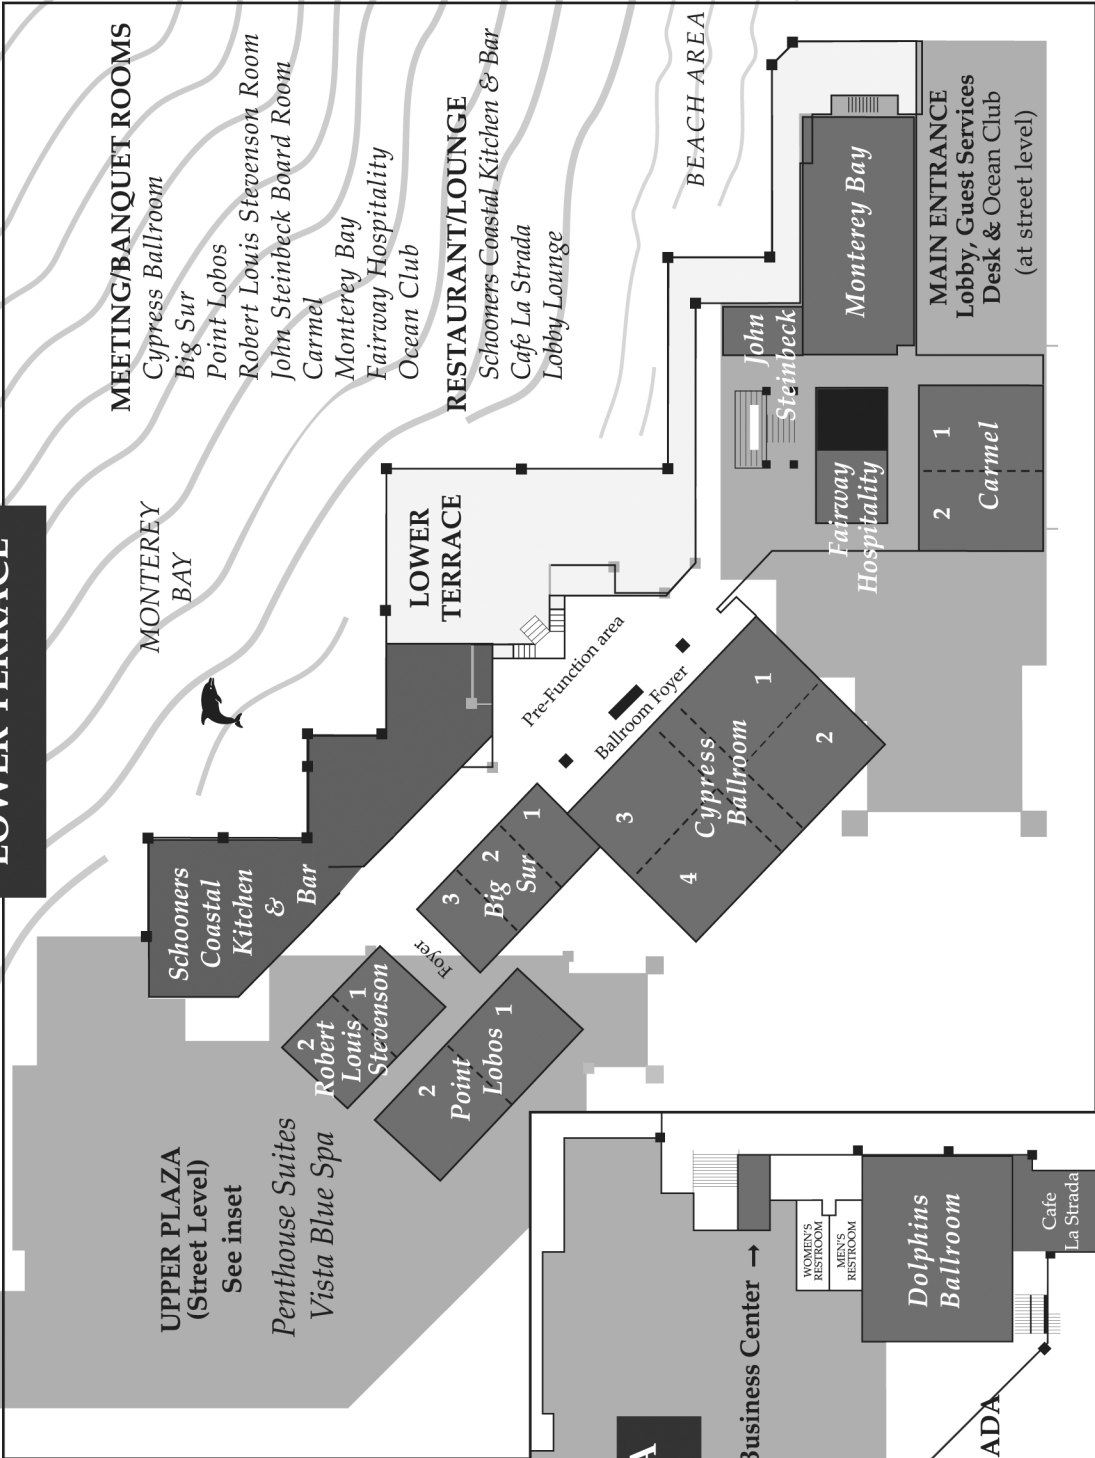 LOWER TERRACE
MEETING/BANQUET ROOMS
Cypress Ballroom
Big Sur
Point Lobos
Robert Louis Stevenson Room
John Steinbeck Board Room
Carmel
Monterey Bay
Fairway Hospitality
Ocean Club
RESTAURANT/LOUNGE
Schooners Coastal Kitchen & Bar
Cafe La Strada
Lobby Lounge
BEACH AREA
MONTEREY
BAY
LOWER
TERRACE
Monterey Bay
MAIN ENTRANCE
Lobby, Guest Services
Desk & Ocean Club
(at street level)
John
Steinbeck
Fairway
Hospitality
1
2
Carmel
Pre-Function area
Ballroom Foyer
1
2
3
4
Cypress
Ballroom
1
2
3
Big
Sur
Schooners
Coastal
Kitchen
&
Bar
Foyer
1
2
Robert
Louis
Stevenson
1
2
Point
Lobos
UPPER PLAZA
(Street Level)
See inset
Penthouse Suites
Vista Blue Spa
Business Center →
WOMEN'S
RESTROOM
MEN'S
RESTROOM
Dolphins
Ballroom
Cafe
La Strada
A
ADA